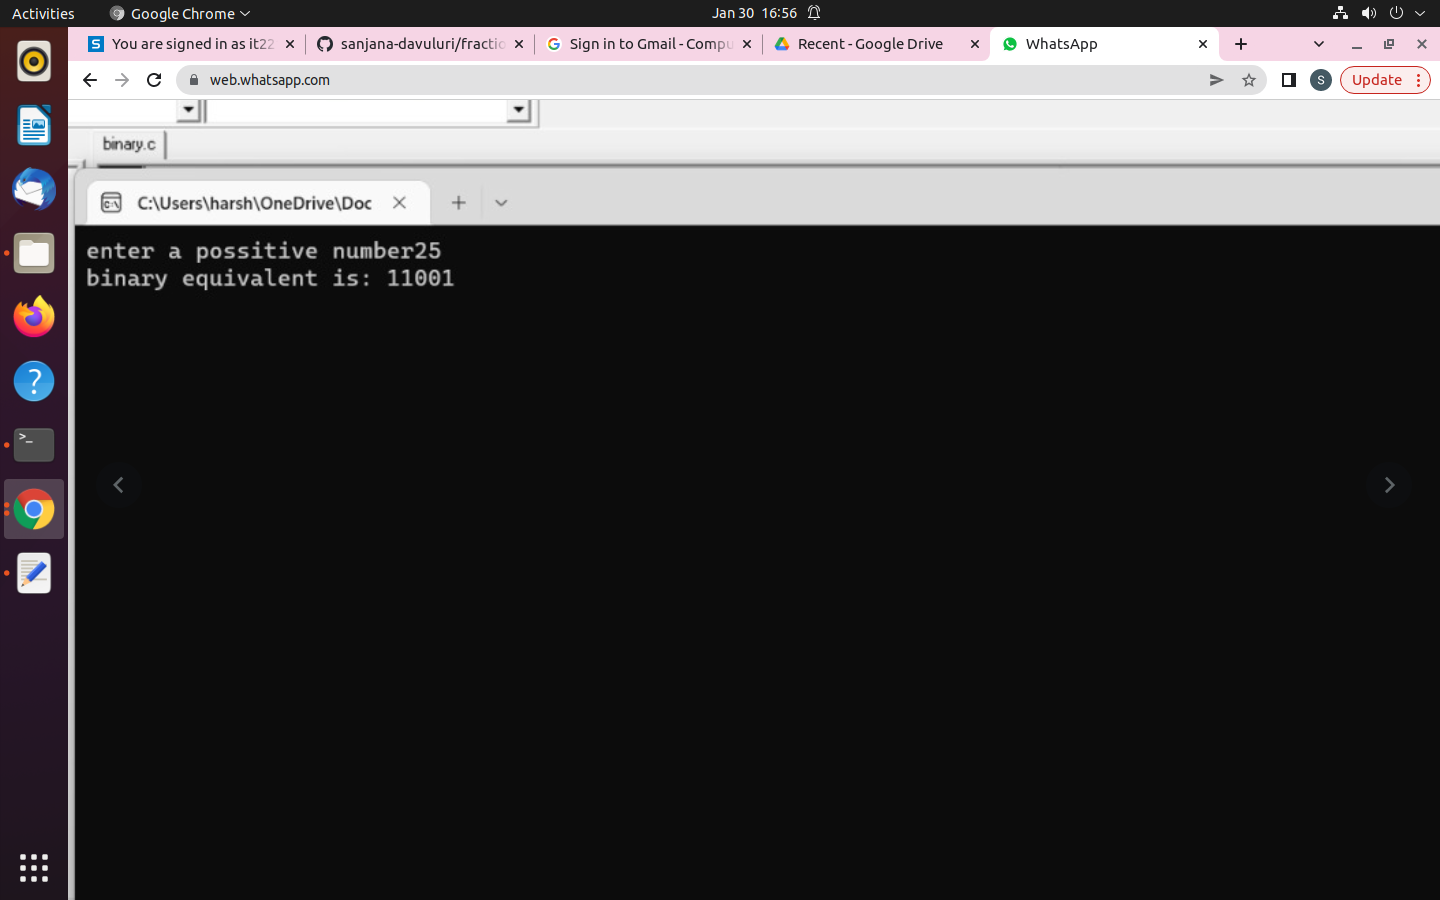 Activities
Google Chrome
Jan 30 16:56
You are signed in as it22
sanjana-davuluri/fractio
Sign in to Gmail - Compu
Recent - Google Drive
WhatsApp
web.whatsapp.com
S
Update
binary.c
C:\Users\harsh\OneDrive\Doc
enter a possitive number25
binary equivalent is: 11001